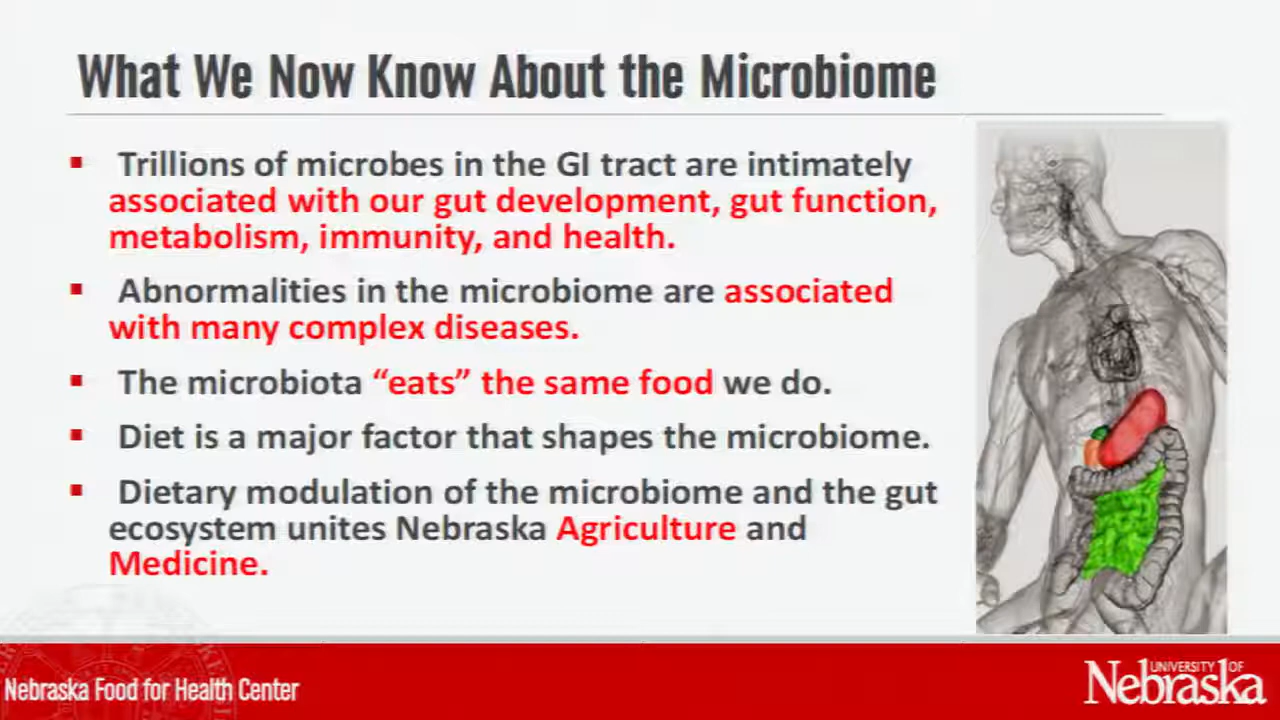 What We Now Know About the Microbiome
Trillions of microbes in the GI tract are intimately
associated with our gut development, gut function,
metabolism, immunity, and health.
Abnormalities in the microbiome are associated
with many complex diseases.
The microbiota “eats” the same food we do.
Diet is a major factor that shapes the microbiome.
Dietary modulation of the microbiome and the gut
ecosystem unites Nebraska Agriculture and
Medicine.
Nebraska Food for Health Center
UNIVERSITY OF
Nebraska